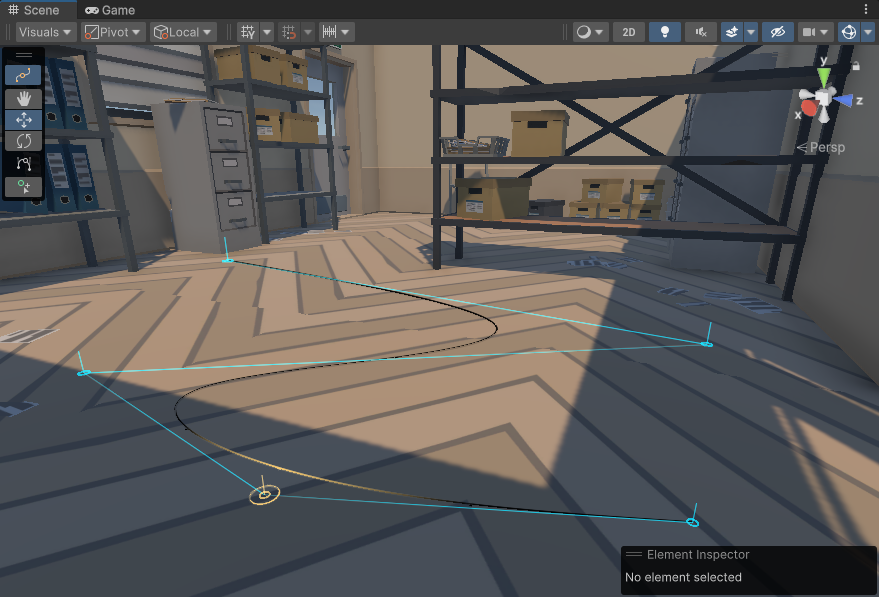 Scene
Game
Visuals
Pivot
Local
2D
y
z
x
Persp
Element Inspector
No element selected